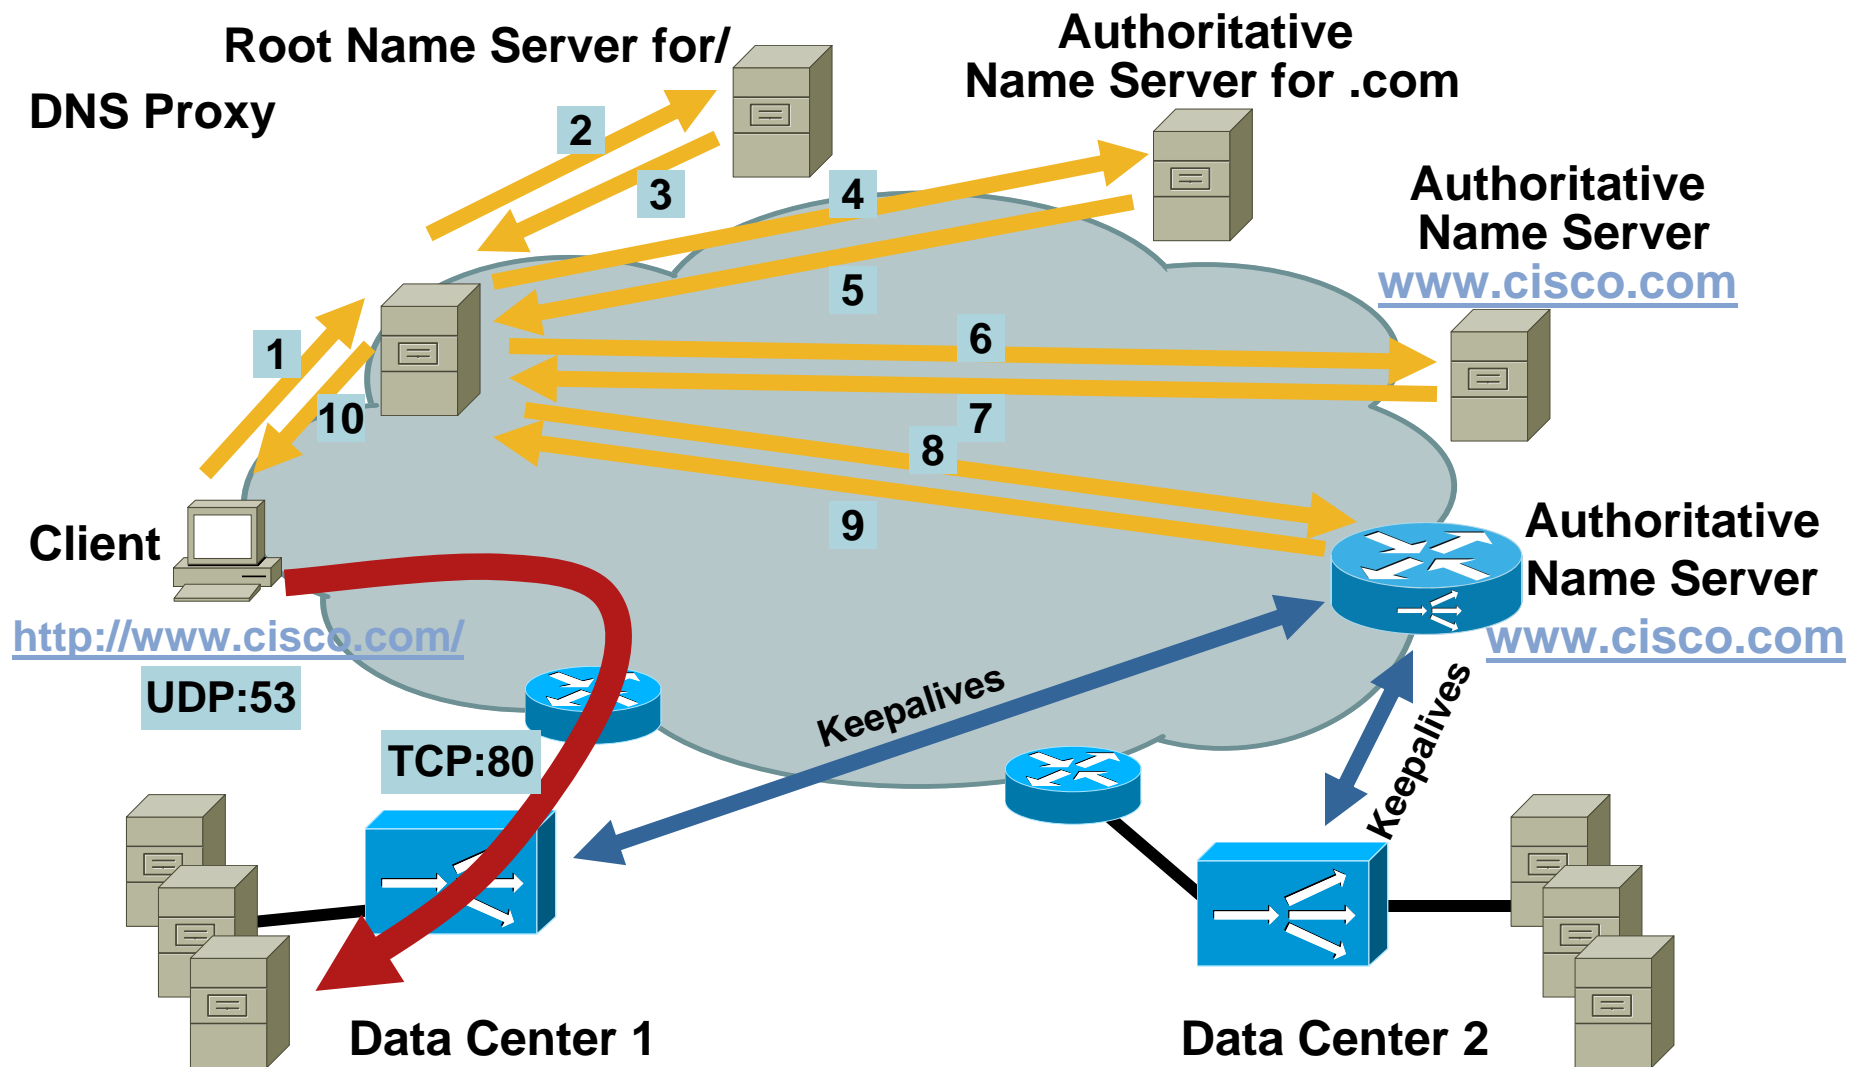 Root Name Server for/
Authoritative
Name Server for .com
DNS Proxy
2
3
4
5
Authoritative
Name Server
www.cisco.com
1
10
6
7
8
9
Client
http://www.cisco.com/
UDP:53
TCP:80
Authoritative
Name Server
www.cisco.com
Keepalives
Keepalives
Data Center 1
Data Center 2